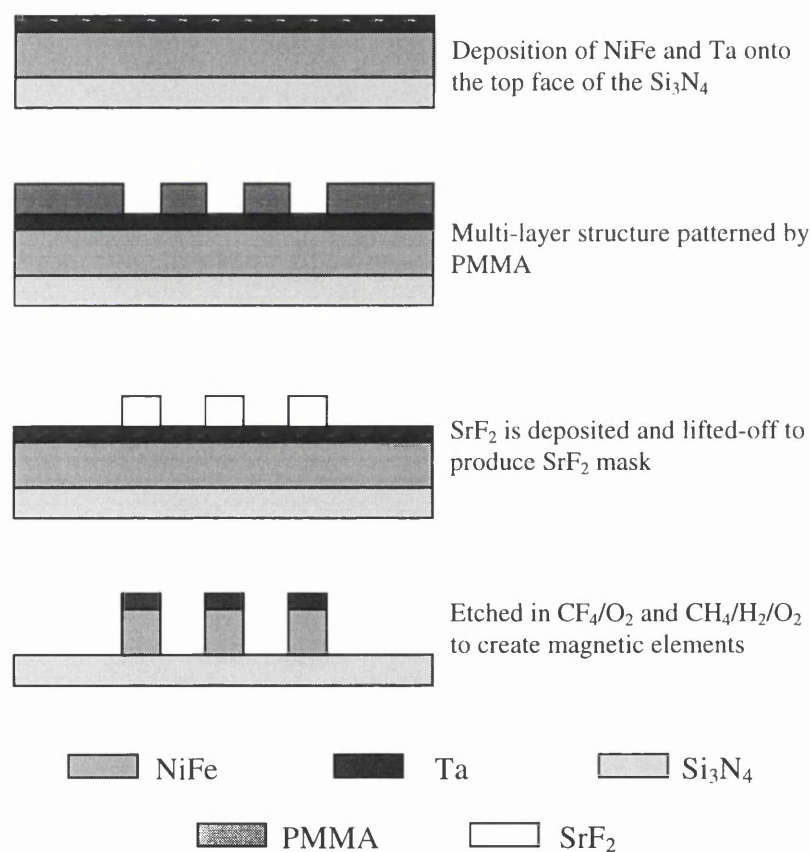 Deposition of NiFe and Ta onto
the top face of the Si₃N₄
Multi-layer structure patterned by
PMMA
SrF₂ is deposited and lifted-off to
produce SrF₂ mask
Etched in CF₄/O₂ and CH₄/H₂/O₂
to create magnetic elements
NiFe
Ta
Si₃N₄
PMMA
SrF₂